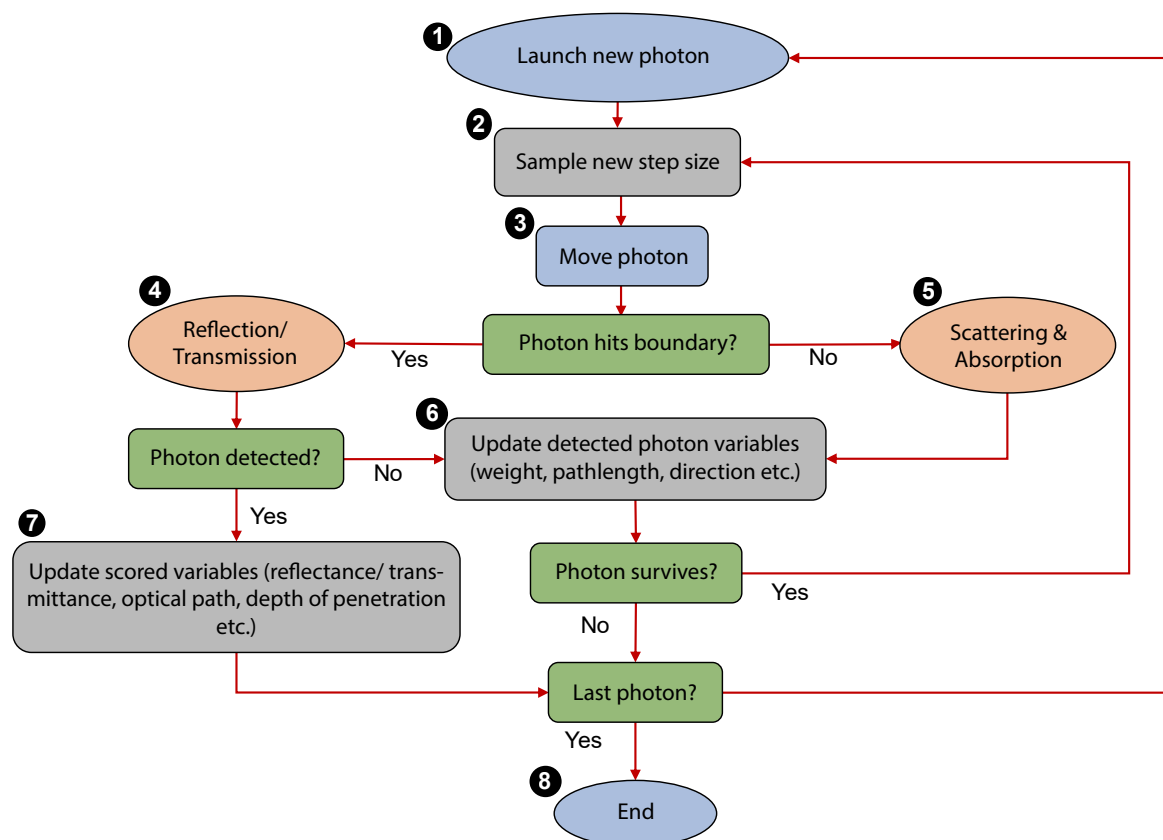 1
Launch new photon
2
Sample new step size
3
Move photon
4
Reflection/
Transmission
Photon hits boundary?
5
Scattering &
Absorption
Yes
No
6
Photon detected?
No
Update detected photon variables
(weight, pathlength, direction etc.)
Yes
7
Update scored variables (reflectance/ trans-
mittance, optical path, depth of penetration
etc.)
Photon survives?
Yes
No
Last photon?
Yes
8
End